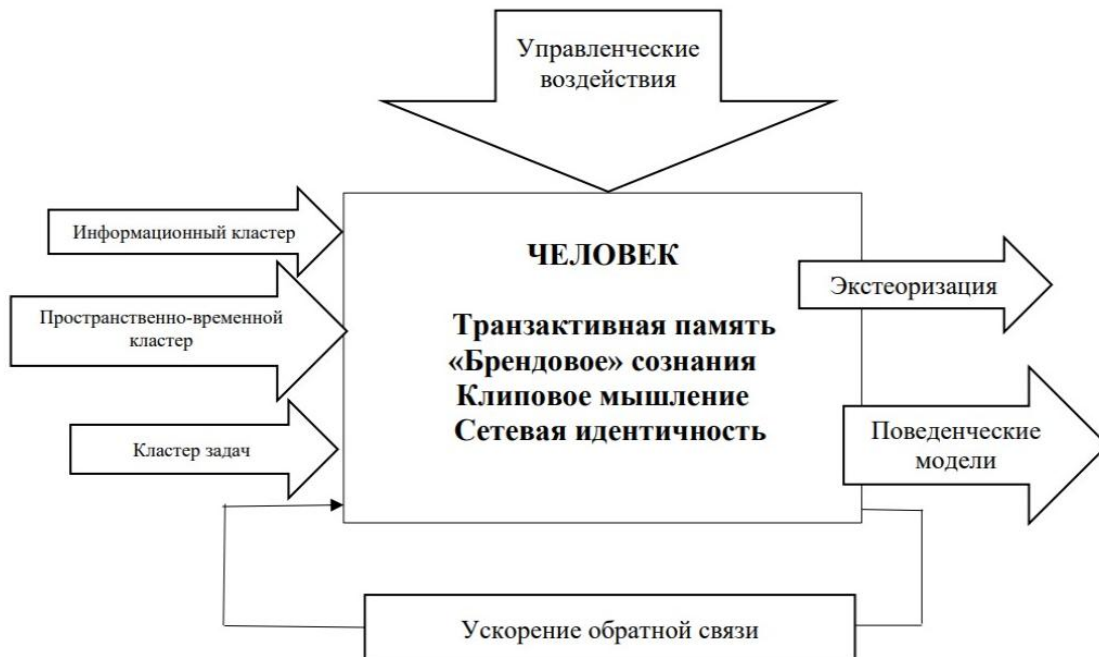 Управленческие
воздействия
Информационный кластер
Пространственно-временной
кластер
Кластер задач
ЧЕЛОВЕК
Транзактивная память
«Брендовое» сознания
Клиповое мышление
Сетевая идентичность
Экстеоризация
Поведенческие
модели
Ускорение обратной связи